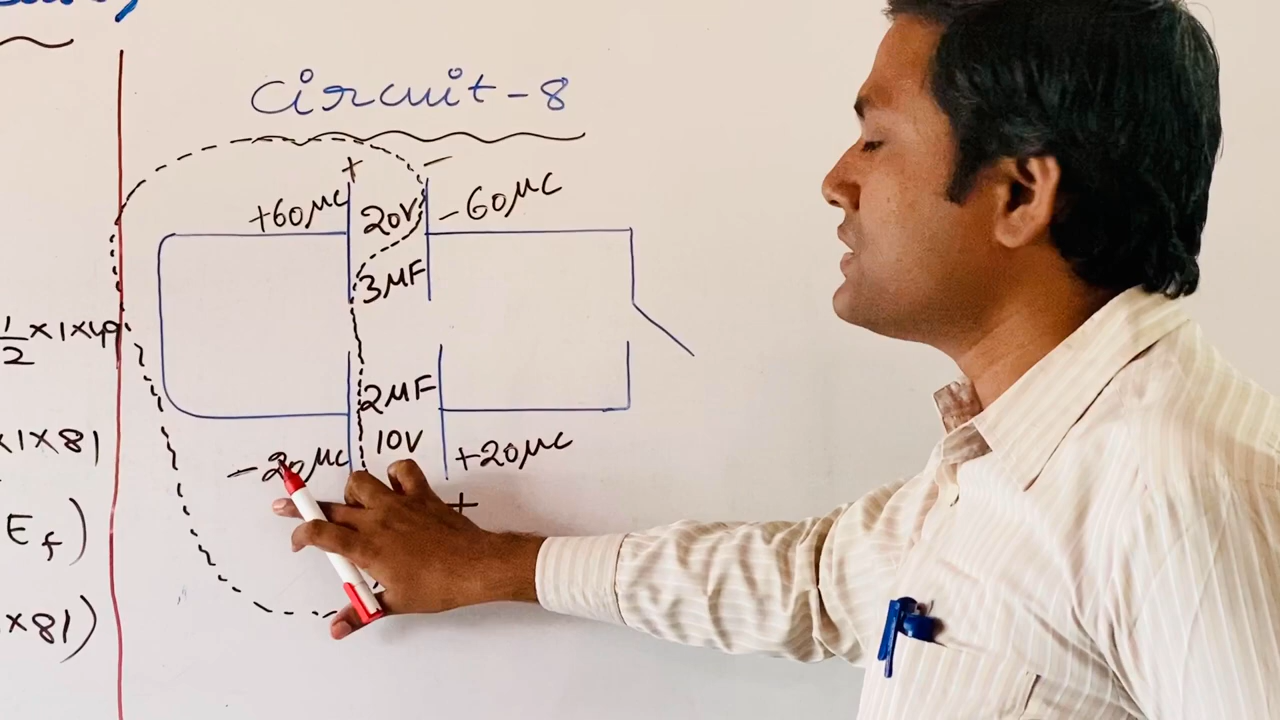 Circuit-8
+ −
+60μC 20V -60μC
3μF
1/2×1×49
2μF
×1×81 10V
-20μC +20μC
+
Ef)
×81)